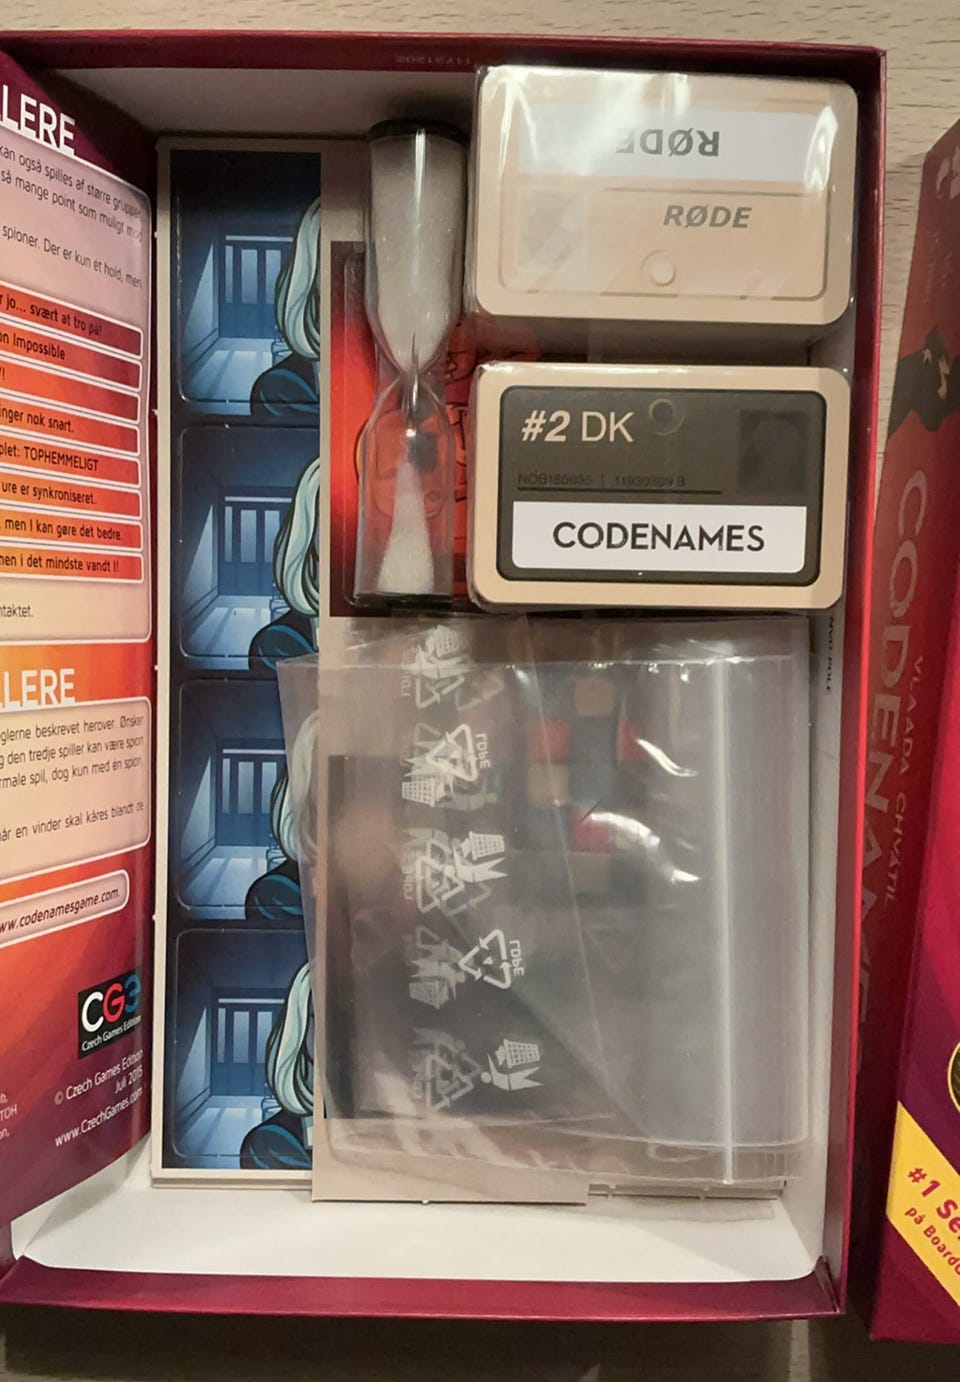 LERE
kan også spilles af større grupper
så mange point som muligt mod
spioner. Der er kun ét hold, men
r jo... svært at tro på!
on Impossible
nger nok snart.
plet: TOPHEMMELIGT
ure er synkroniseret.
, men I kan gøre det bedre.
men i det mindste vandt I!
ntaktet.
LERE
glerne beskrevet herover. Ønsker
g den tredje spiller kan være spion
rmale spil, dog kun med én spion,
når en vinder skal kåres blandt de
www.codenamesgame.com.
CGE
Czech Games Edition
© Czech Games Edition
Juli 2015
www.CzechGames.com
RØDE
RØDE
#2 DK
CODENAMES
LDPE
LDPE
LDPE
VLAADA CHVÁTIL
CODENAMES
#1 Se
på Board